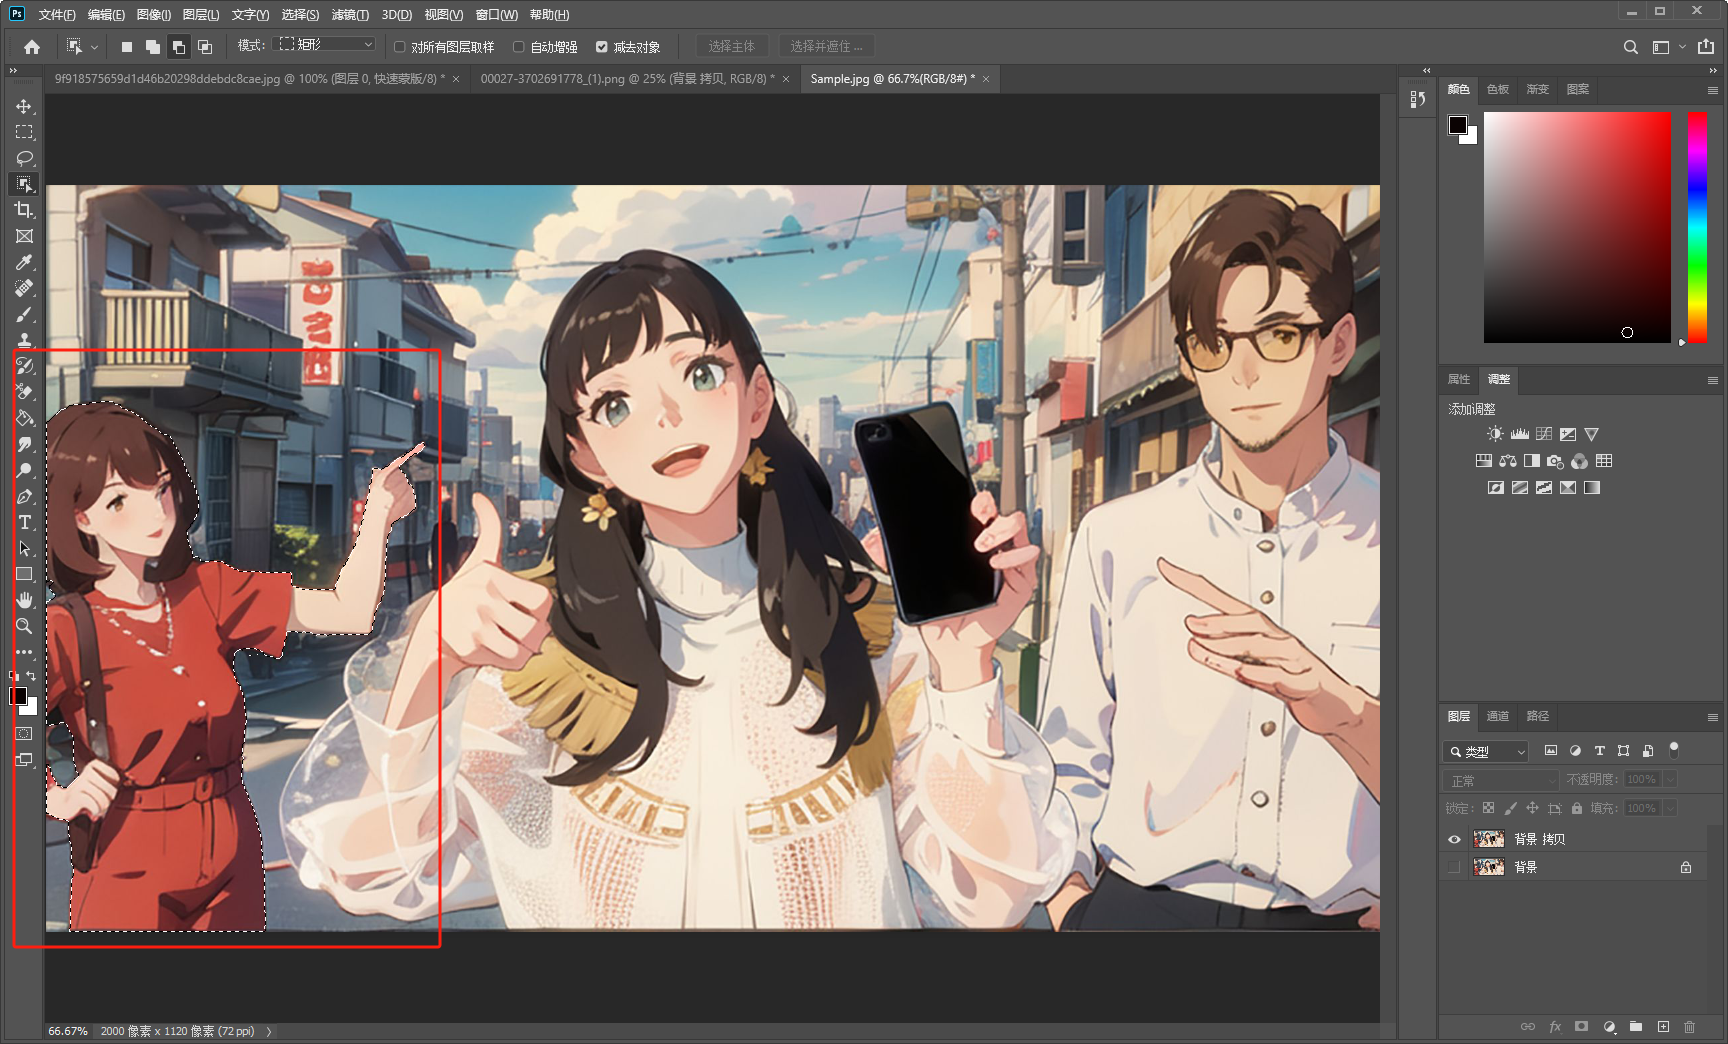 Ps 文件(F) 编辑(E) 图像(I) 图层(L) 文字(Y) 选择(S) 滤镜(T) 3D(D) 视图(V) 窗口(W) 帮助(H)
模式: 矩形 对所有图层取样 自动增强 减去对象 选择主体 选择并遮住 ...
9f918575659d1d46b20298ddebdc8cae.jpg @ 100% (图层 0, 快速蒙版/8) * × 00027-3702691778_(1).png @ 25% (背景 拷贝, RGB/8) * × Sample.jpg @ 66.7%(RGB/8#) * ×
颜色 色板 渐变 图案
属性 调整
添加调整
图层 通道 路径
类型
正常 不透明度: 100%
锁定: 填充: 100%
背景 拷贝
背景
fx
66.67% 2000 像素 x 1120 像素 (72 ppi)